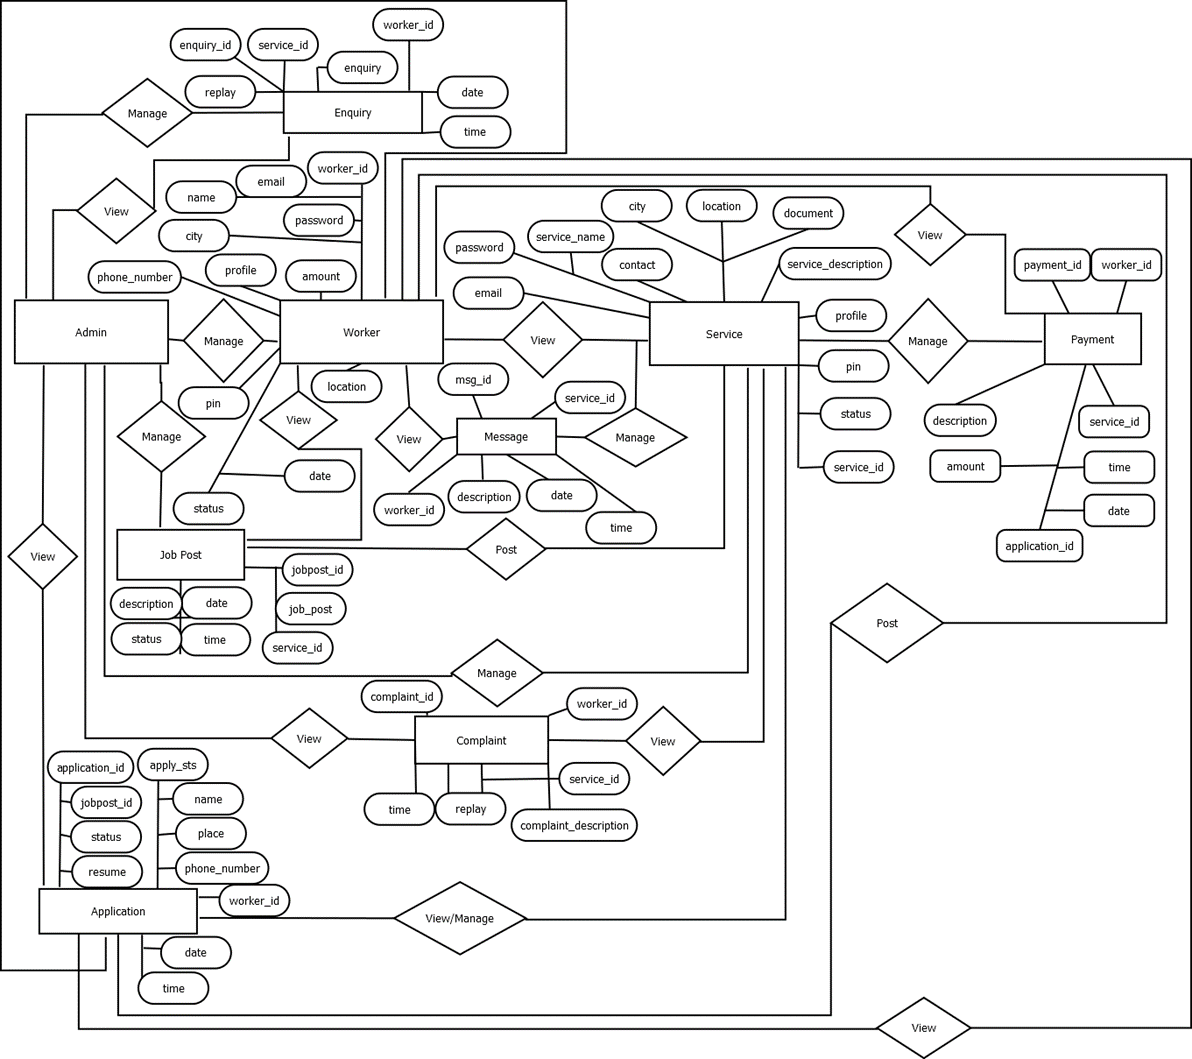 worker_id
enquiry_id
service_id
enquiry
replay
date
Manage
Enquiry
time
worker_id
email
name
View
password
city
location
document
city
service_name
View
password
contact
service_description
payment_id
worker_id
phone_number
profile
amount
email
profile
Admin
Manage
Worker
View
Service
Manage
Payment
pin
location
msg_id
service_id
pin
status
description
service_id
Manage
View
View
Message
Manage
service_id
amount
time
date
status
worker_id
description
date
time
date
application_id
View
Job Post
Post
jobpost_id
description
date
job_post
status
time
service_id
Post
Manage
complaint_id
worker_id
View
Complaint
View
application_id
apply_sts
jobpost_id
name
service_id
time
replay
complaint_description
status
place
resume
phone_number
worker_id
Application
View/Manage
date
time
View